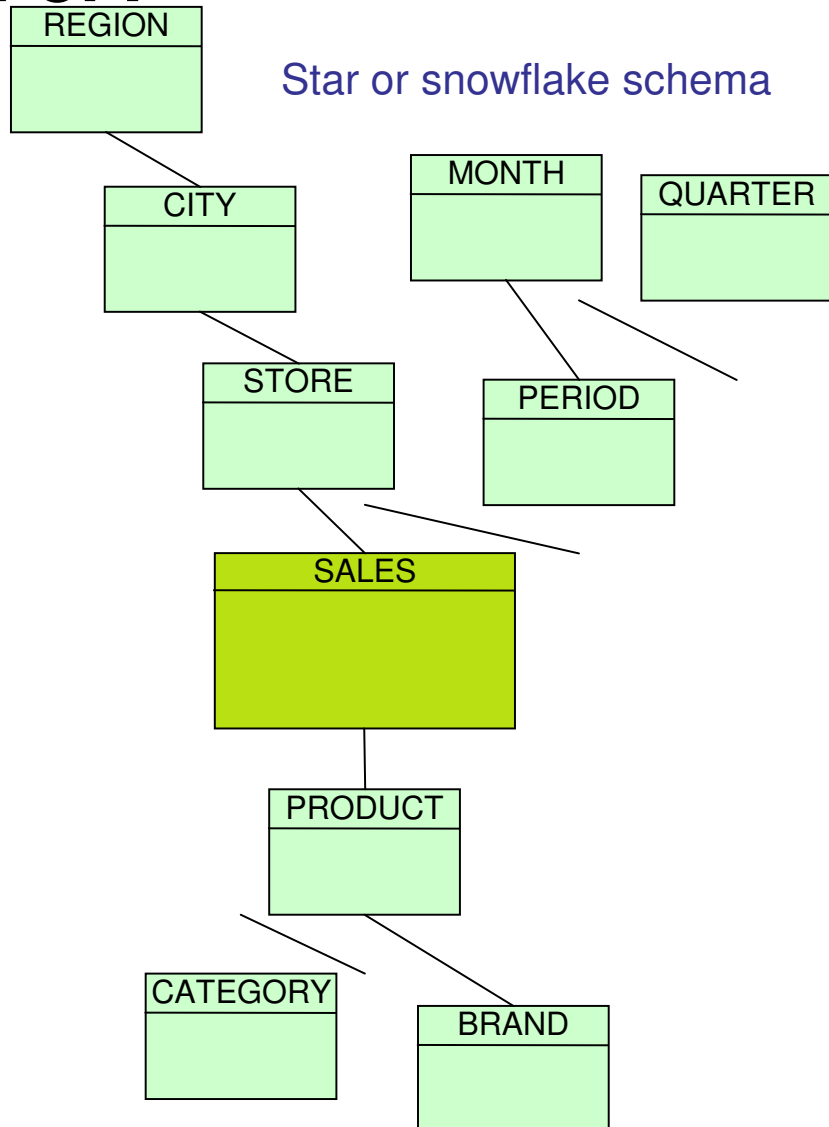 REGION
Star or snowflake schema
MONTH
QUARTER
CITY
STORE
PERIOD
SALES
PRODUCT
CATEGORY
BRAND